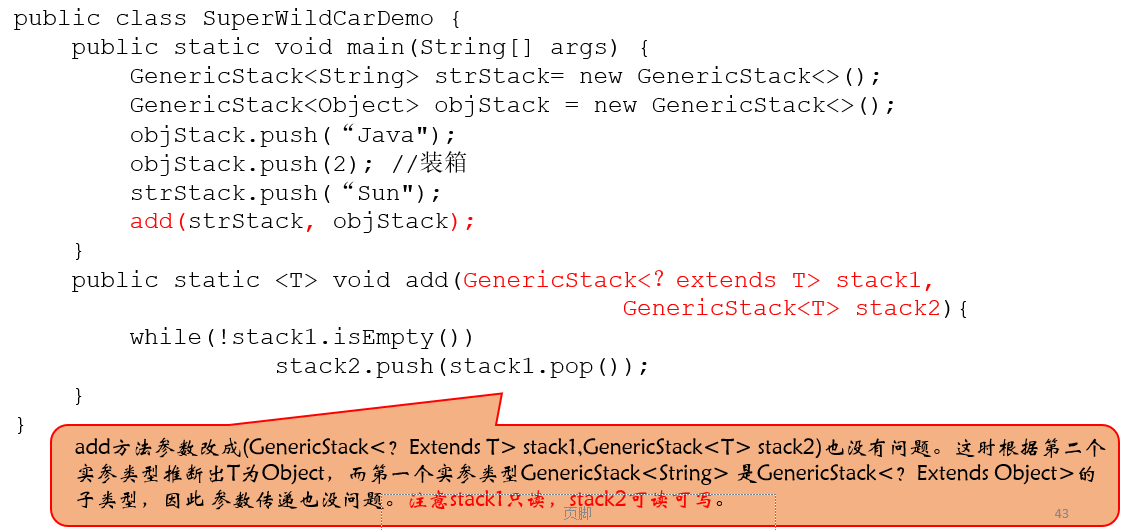 public class SuperWildCarDemo {
public static void main(String[] args) {
GenericStack<String> strStack= new GenericStack<>();
GenericStack<Object> objStack = new GenericStack<>();
objStack.push(“Java");
objStack.push(2); //装箱
strStack.push(“Sun");
add(strStack, objStack);
}
public static <T> void add(GenericStack<？extends T> stack1,
GenericStack<T> stack2){
while(!stack1.isEmpty())
stack2.push(stack1.pop());
}
}
add方法参数改成(GenericStack<？Extends T> stack1,GenericStack<T> stack2)也没有问题。这时根据第二个
实参类型推断出T为Object，而第一个实参类型GenericStack<String> 是GenericStack<？Extends Object>的
子类型，因此 参数传递也没问题。注意stack1只读，stack2可读可写。
页脚
43